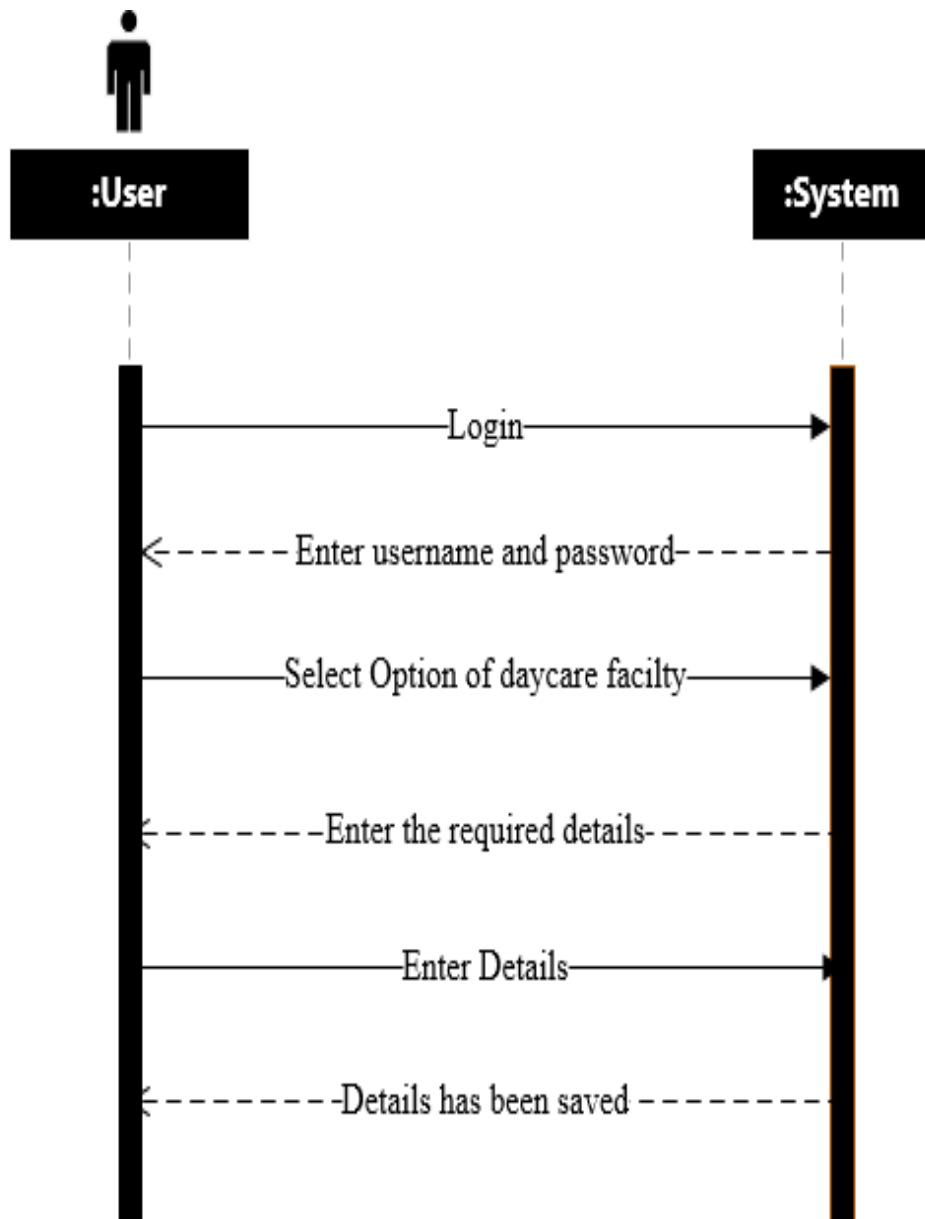 :User
:System
Login
Enter username and password
Select Option of daycare facilty
Enter the required details
Enter Details
Details has been saved